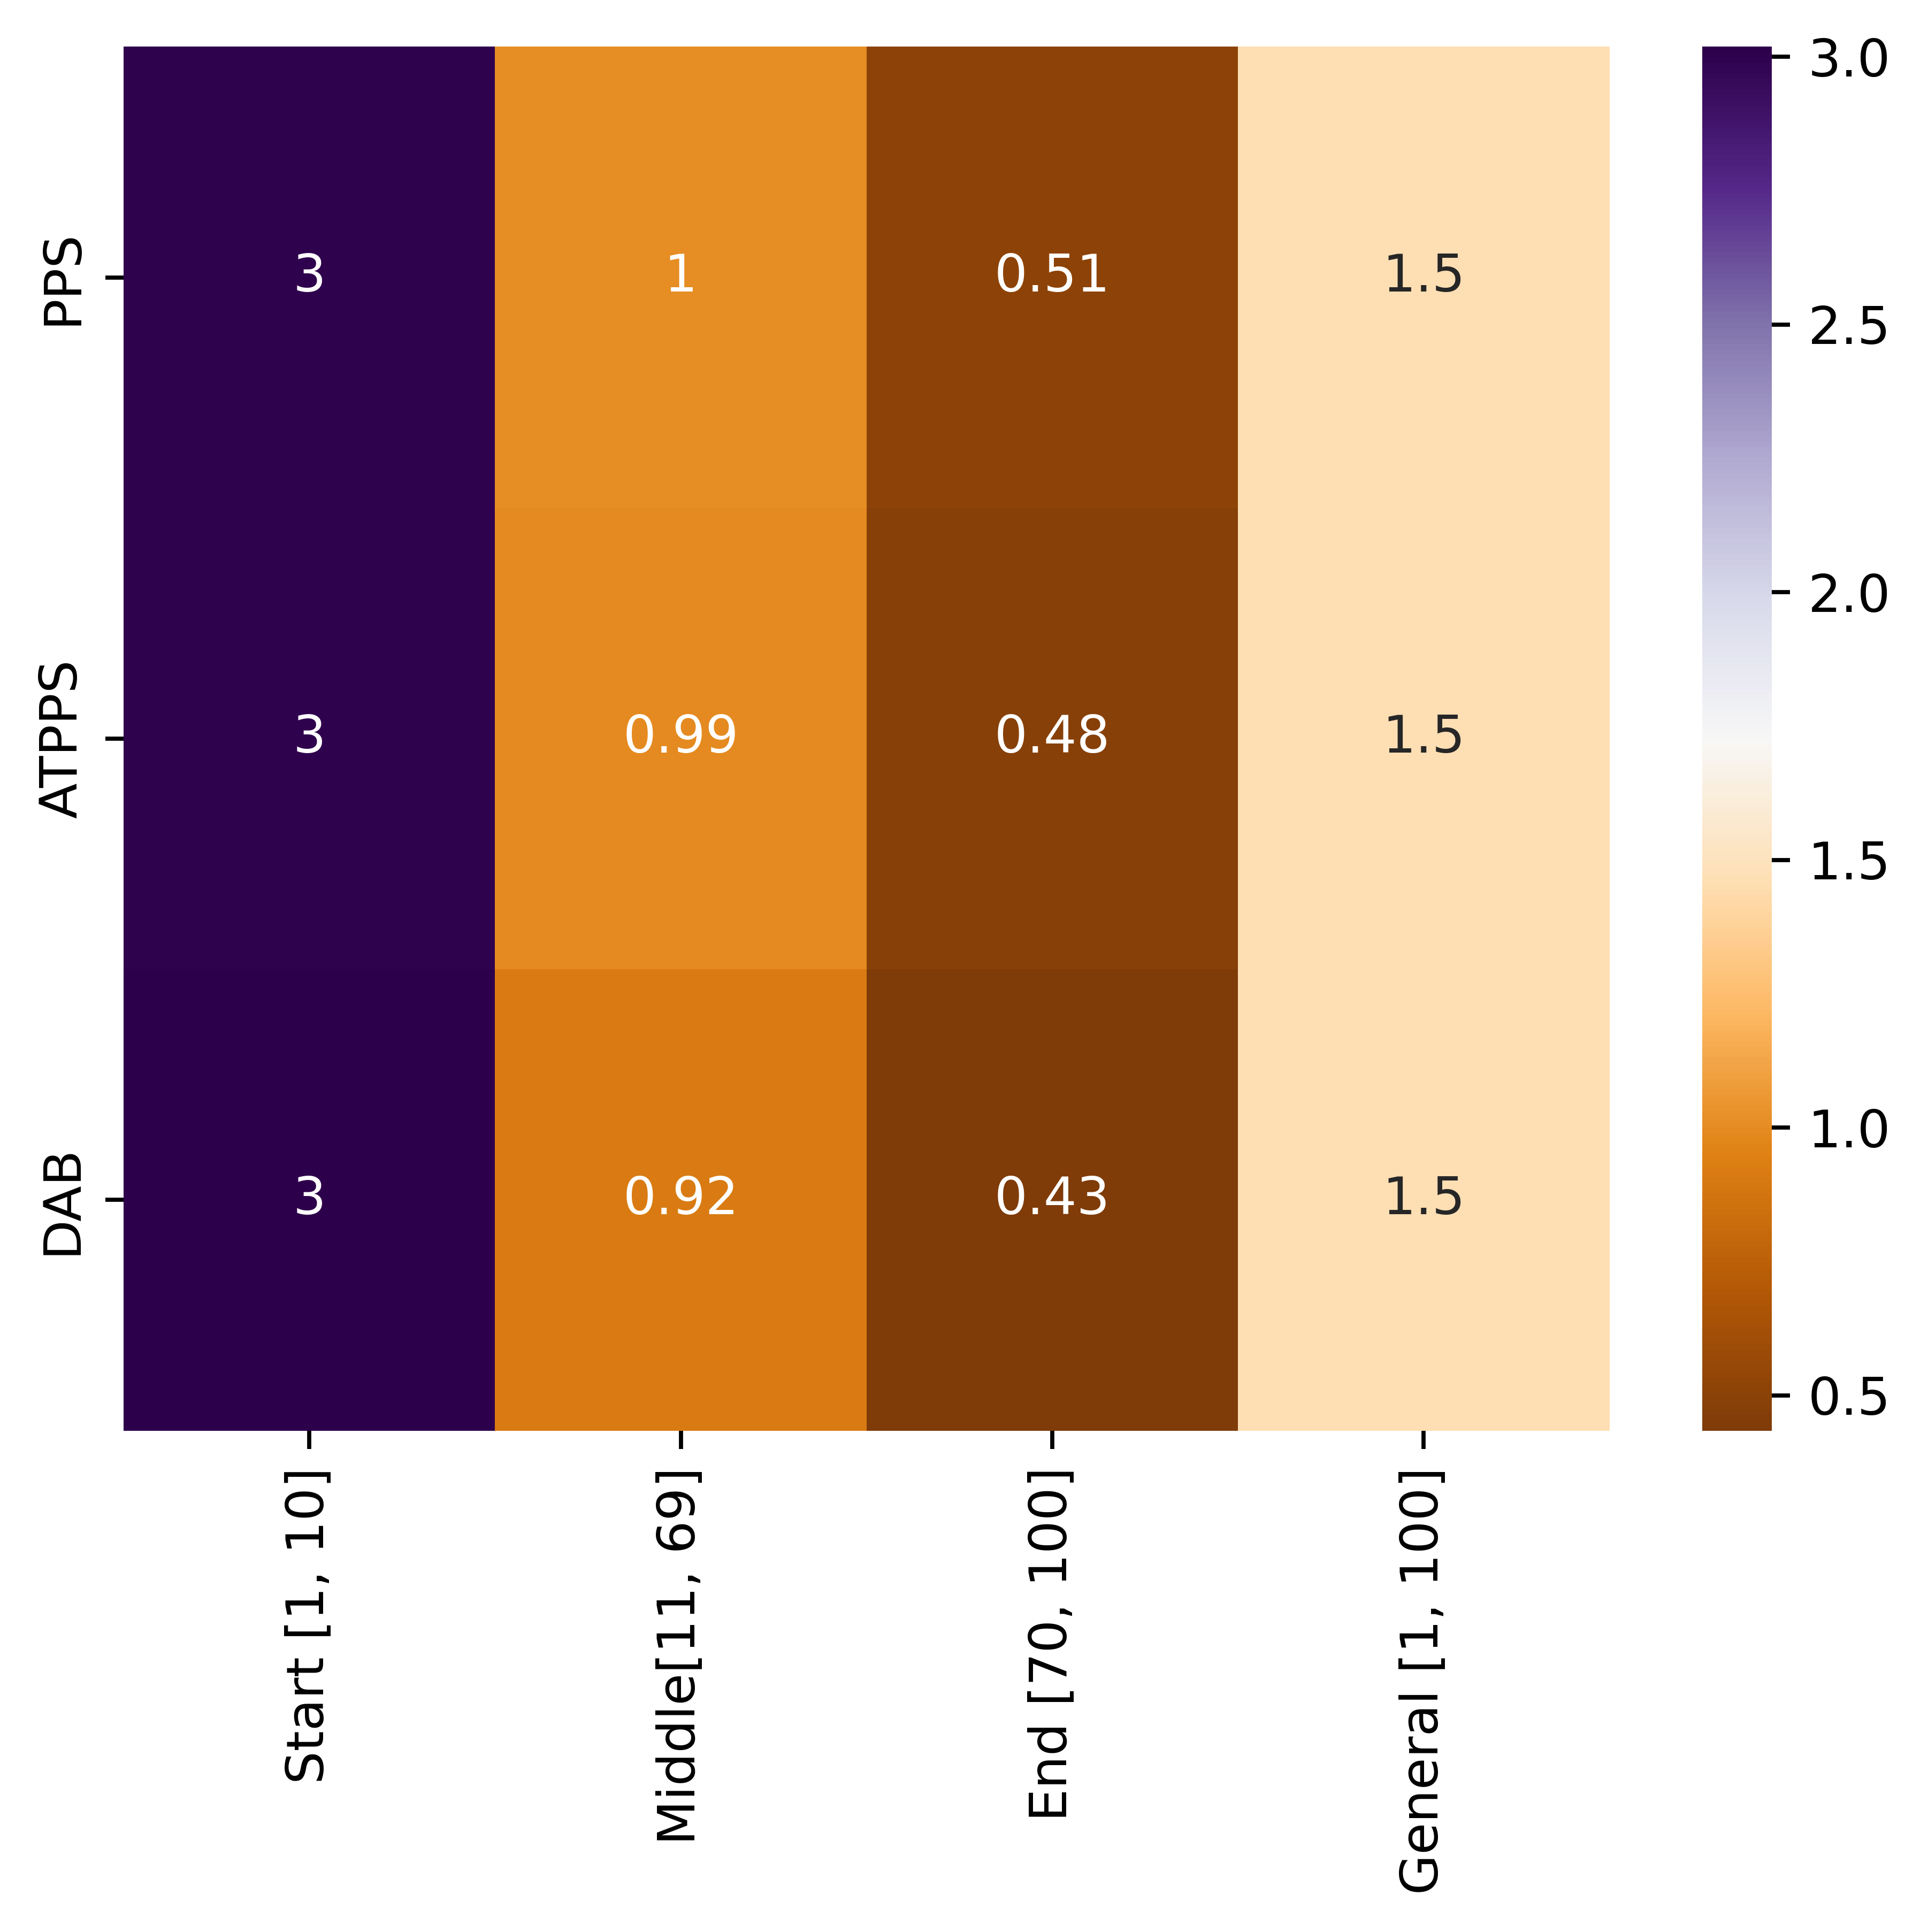 PPS
3
1
0.51
1.5
ATPPS
3
0.99
0.48
1.5
DAB
3
0.92
0.43
1.5
Start [1, 10]
Middle[11, 69]
End [70, 100]
General [1, 100]
3.0
2.5
2.0
1.5
1.0
0.5